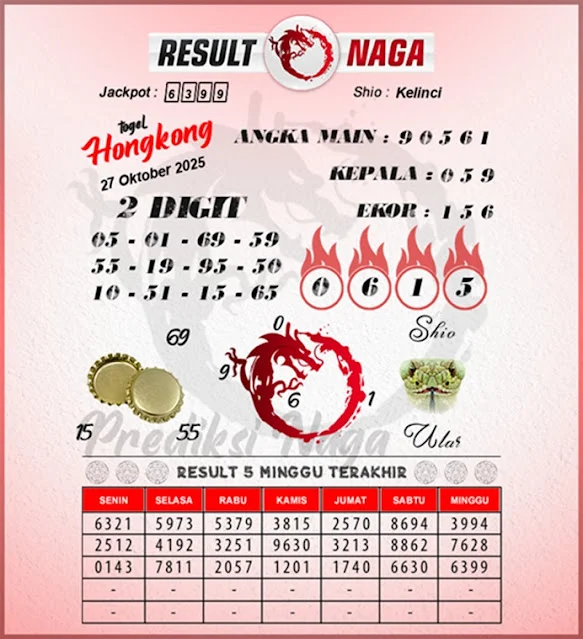 RESULT NAGA
Jackpot : 6399
Shio : Kelinci
togel
Hongkong
27 Oktober 2025
ANGKA MAIN : 9 0 5 6 1
KEPALA : 0 5 9
EKOR : 1 5 6
2 DIGIT
05 - 01 - 69 - 59
55 - 19 - 95 - 50
10 - 51 - 15 - 65
0 6 1 5
69
15
55
0
9
6
1
Shio
Ular
Prediksi Naga
RESULT 5 MINGGU TERAKHIR
SENIN SELASA RABU KAMIS JUMAT SABTU MINGGU
6321 5973 5379 3815 2570 8694 3994
2512 4192 3251 9630 3213 8862 7628
0143 7811 2057 1201 1740 6630 6399
- - - - - - -
- - - - - - -